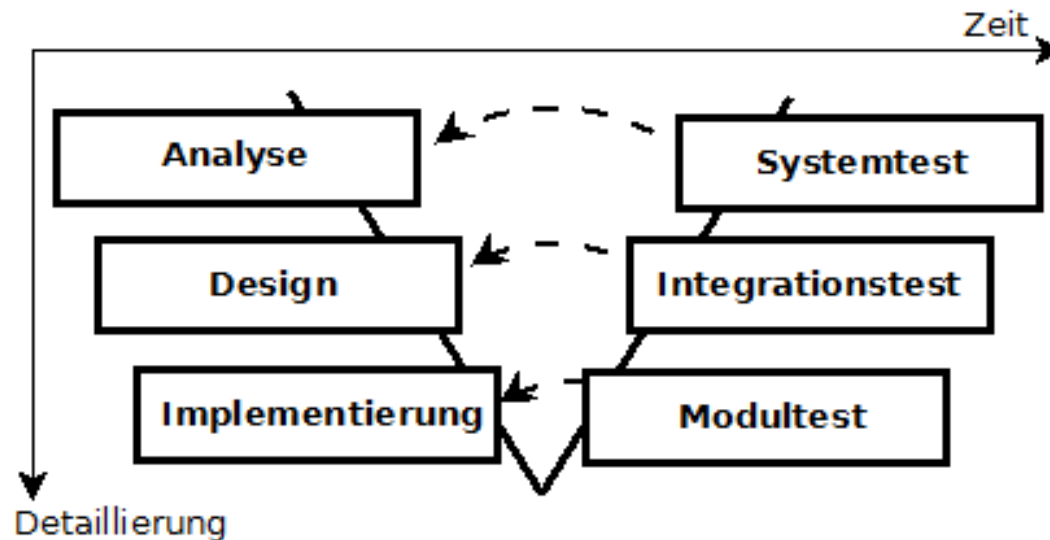 Zeit
Analyse
Systemtest
Design
Integrationstest
Implementierung
Modultest
Detaillierung